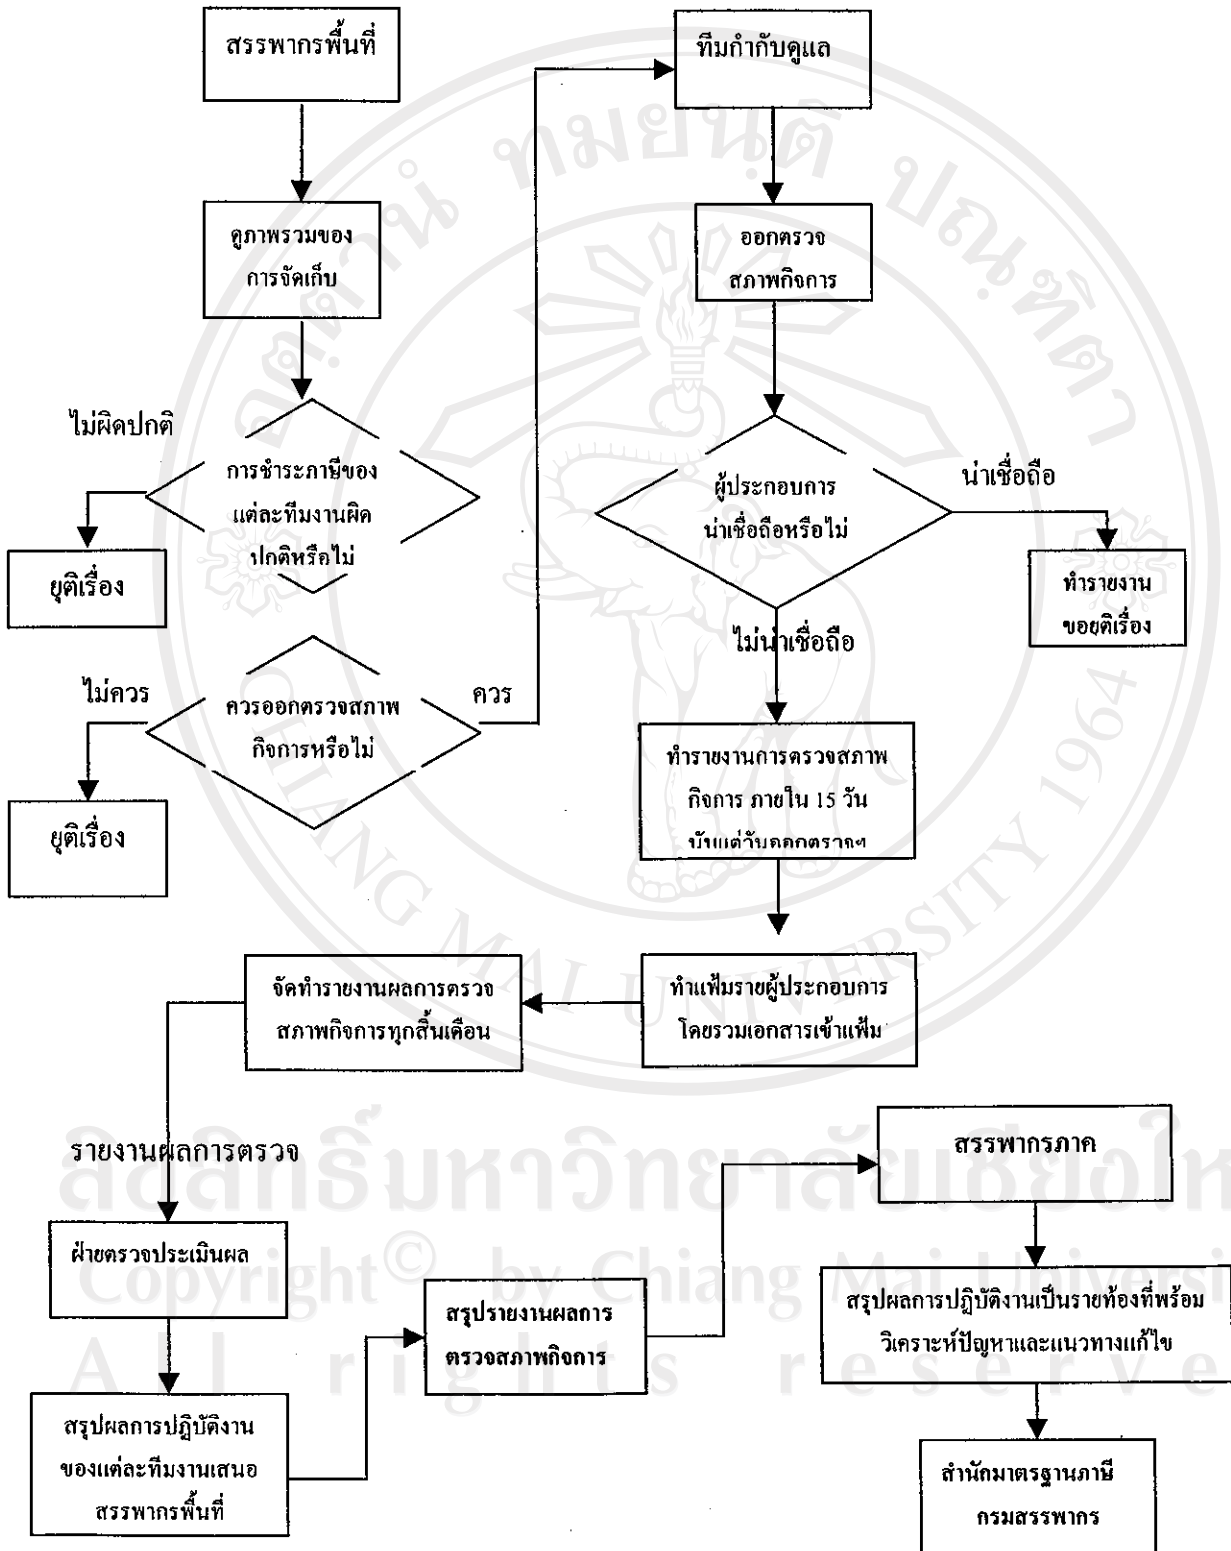 สรรพากรพื้นที่
ดูภาพรวมของ
การจัดเก็บ
ไม่ผิดปกติ
การชำระภาษีของ
แต่ละทีมงานผิด
ปกติหรือไม่
ยุติเรื่อง
ไม่ควร
ควรออกตรวจสภาพ
กิจการหรือไม่
ควร
ยุติเรื่อง
ทีมกำกับดูแล
ออกตรวจ
สภาพกิจการ
ผู้ประกอบการ
น่าเชื่อถือหรือไม่
น่าเชื่อถือ
ทำรายงาน
ขอยุติเรื่อง
ไม่น่าเชื่อถือ
ทำรายงานการตรวจสภาพ
กิจการ ภายใน 15 วัน
นับแต่วันออกตรวจฯ
ทำแฟ้มรายผู้ประกอบการ
โดยรวมเอกสารเข้าแฟ้ม
จัดทำรายงานผลการตรวจ
สภาพกิจการทุกสิ้นเดือน
รายงานผลการตรวจ
ฝ่ายตรวจประเมินผล
สรุปผลการปฏิบัติงาน
ของแต่ละทีมงานเสนอ
สรรพากรพื้นที่
สรุปรายงานผลการ
ตรวจสภาพกิจการ
สรรพากรภาค
สรุปผลการปฏิบัติงานเป็นรายท้องที่พร้อม
วิเคราะห์ปัญหาและแนวทางแก้ไข
สำนักมาตรฐานภาษี
กรมสรรพากร
อตฺตานํ ทมยนฺติ ปณฺฑิตา
CHIANG MAI UNIVERSITY 1964
ลิขสิทธิ์มหาวิทยาลัยเชียงให
Copyright© by Chiang Mai Universi
All rights reserve